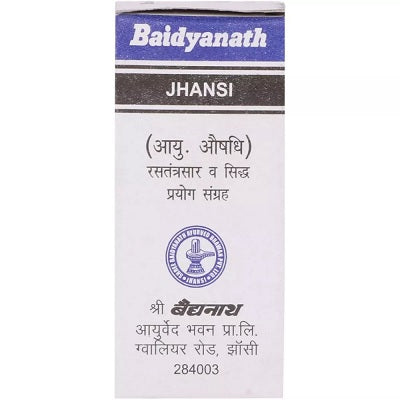 Baidyanath
JHANSI
(आयु. औषधि)
रसतंत्रसार व सिद्ध
प्रयोग संग्रह
श्री बैद्यनाथ
आयुर्वेद भवन प्रा.लि.
ग्वालियर रोड, झाँसी
284003